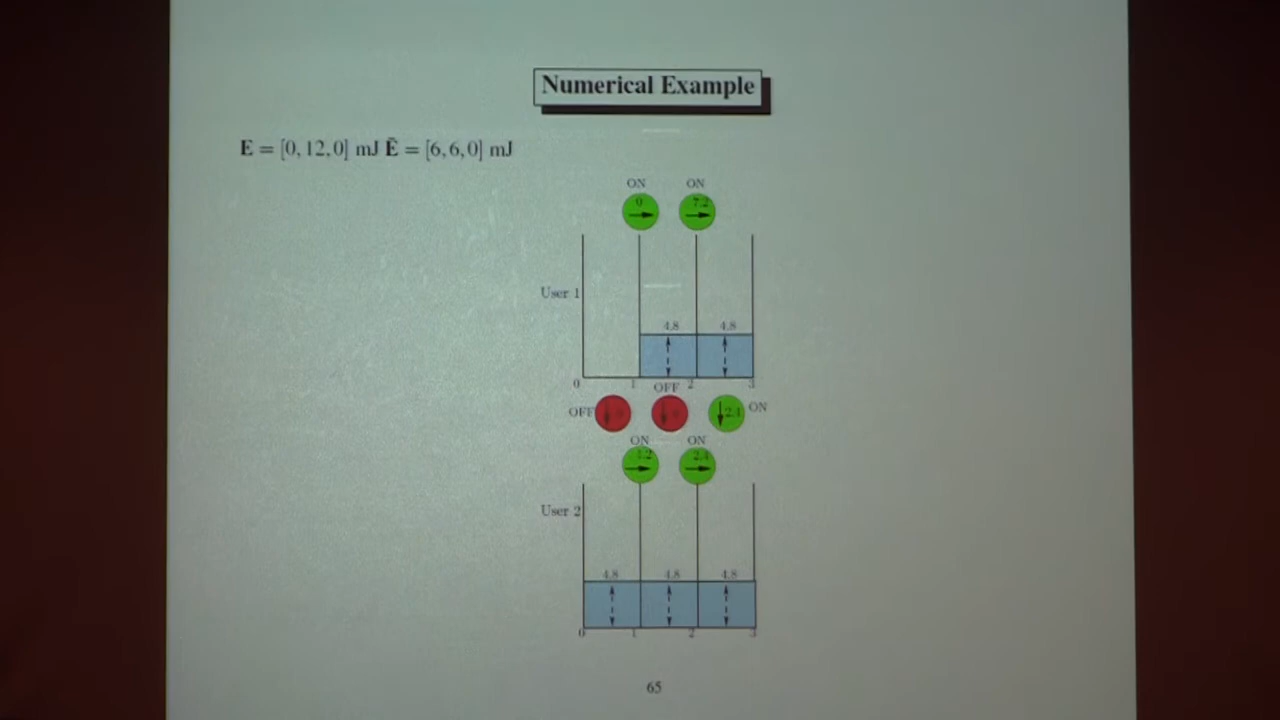 Numerical Example
E = [0, 12, 0] mJ Ē = [6, 6, 0] mJ
ON ON
0 7.2
User 1
4.8 4.8
0 1 2 3
OFF
OFF ON
ON ON
User 2
4.8 4.8 4.8
0 1 2 3
65